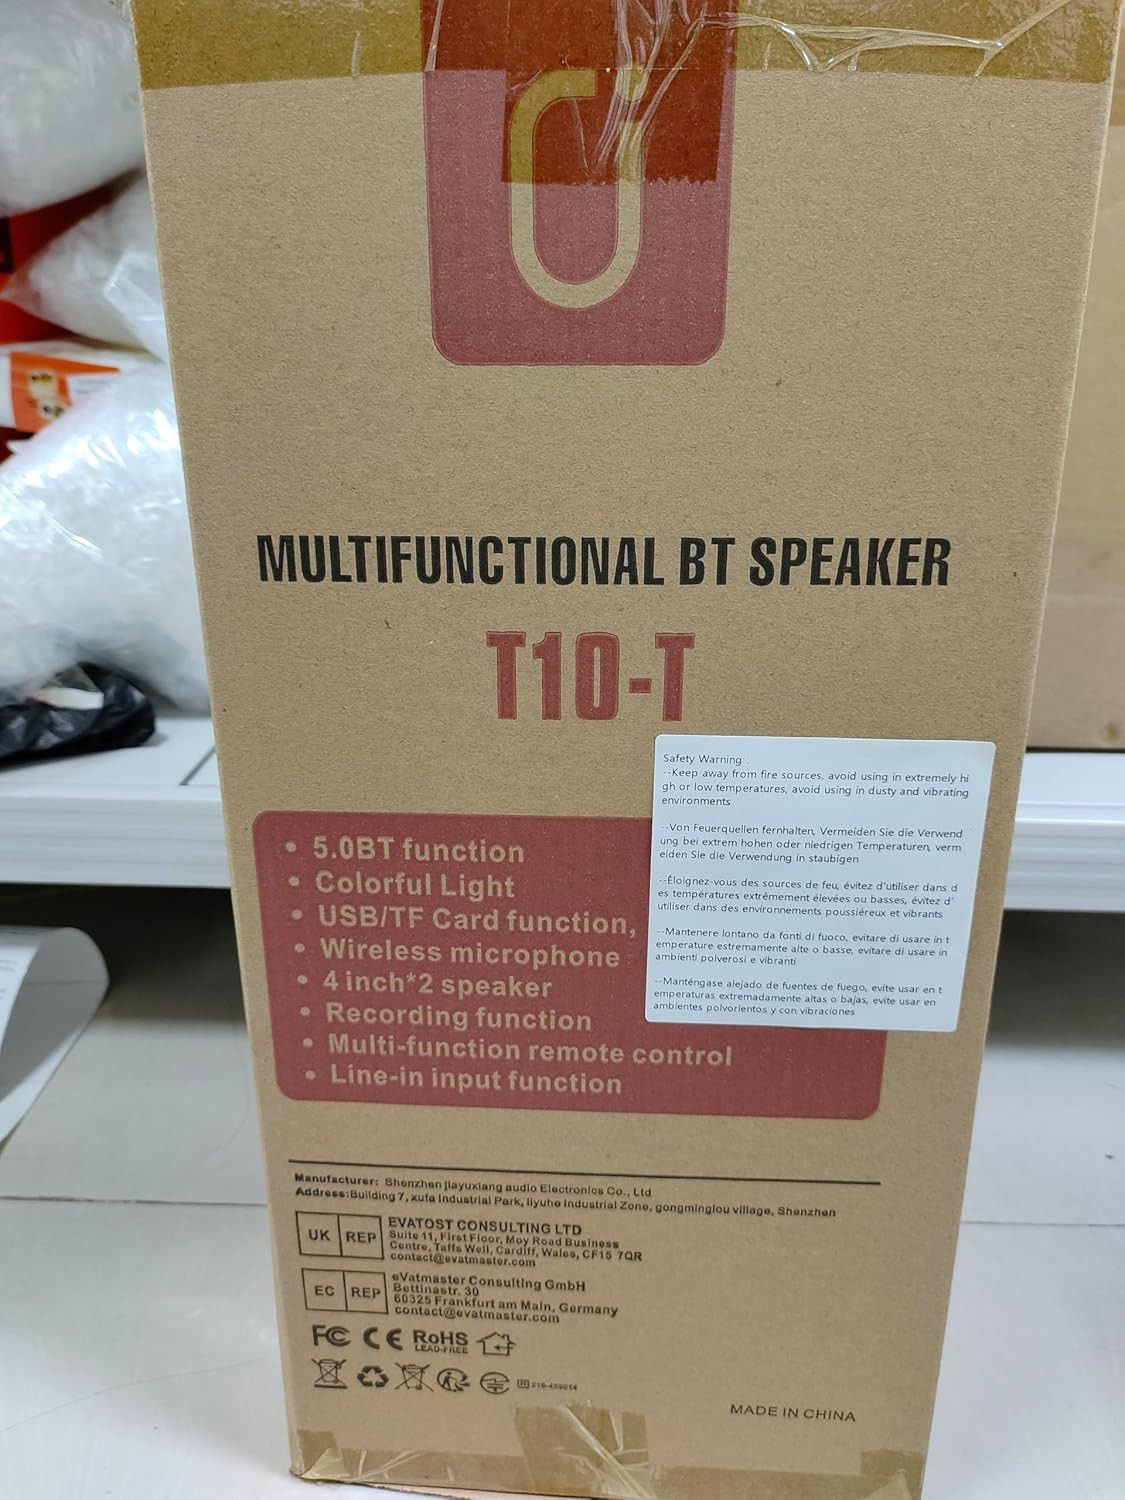 MULTIFUNCTIONAL BT SPEAKER
T10-T
Safety Warning .
--Keep away from fire sources, avoid using in extremely hi
gh or low temperatures, avoid using in dusty and vibrating
environments
--Von Feuerquellen fernhalten, Vermeiden Sie die Verwend
ung bei extrem hohen oder niedrigen Temperaturen, verm
eiden Sie die Verwendung in staubigen
--Éloignez-vous des sources de feu, évitez d'utiliser dans d
es températures extrêmement élevées ou basses, évitez d'
utiliser dans des environnements poussiéreux et vibrants
--Mantenere lontano da fonti di fuoco, evitare di usare in t
emperature estremamente alte o basse, evitare di usare in
ambienti polverosi e vibranti
--Manténgase alejado de fuentes de fuego, evite usar en t
emperaturas extremadamente altas o bajas, evite usar en
ambientes polvorientos y con vibraciones
• 5.0BT function
• Colorful Light
• USB/TF Card function,
• Wireless microphone
• 4 inch*2 speaker
• Recording function
• Multi-function remote control
• Line-in input function
Manufacturer: Shenzhen jiayuxiang audio Electronics Co., Ltd
Address:Building 7, xufa Industrial Park, liyuhe Industrial Zone, gongminglou village, Shenzhen
UK REP
EVATOST CONSULTING LTD
Suite 11, First Floor, Moy Road Business
Centre, Taffs Well, Cardiff, Wales, CF15 7QR
contact@evatmaster.com
EC REP
eVatmaster Consulting GmbH
Bettinastr. 30
60325 Frankfurt am Main, Germany
contact@evatmaster.com
FC CE RoHS
LEAD-FREE
R 216-459014
MADE IN CHINA